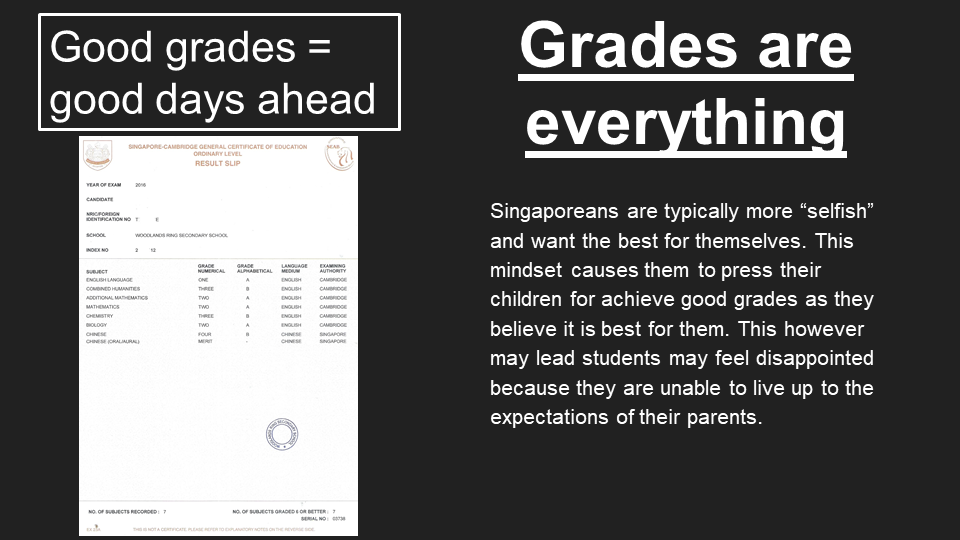 Good grades =
good days ahead
Grades are
everything
Singaporeans are typically more “selfish”
and want the best for themselves. This
mindset causes them to press their
children for achieve good grades as they
believe it is best for them. This however
may lead students may feel disappointed
because they are unable to live up to the
expectations of their parents.
SINGAPORE-CAMBRIDGE GENERAL CERTIFICATE OF EDUCATION
ORDINARY LEVEL
RESULT SLIP
SEAB
YEAR OF EXAM 2016
CANDIDATE
NRIC/FOREIGN
IDENTIFICATION NO T E
SCHOOL WOODLANDS RING SECONDARY SCHOOL
INDEX NO 2 12
SUBJECT GRADE NUMERICAL GRADE ALPHABETICAL LANGUAGE MEDIUM EXAMINING AUTHORITY
ENGLISH LANGUAGE ONE A ENGLISH CAMBRIDGE
COMBINED HUMANITIES THREE B ENGLISH CAMBRIDGE
ADDITIONAL MATHEMATICS TWO A ENGLISH CAMBRIDGE
MATHEMATICS TWO A ENGLISH CAMBRIDGE
CHEMISTRY THREE B ENGLISH CAMBRIDGE
BIOLOGY TWO A ENGLISH CAMBRIDGE
CHINESE FOUR B CHINESE SINGAPORE
CHINESE (ORAL/AURAL) MERIT - CHINESE SINGAPORE
WOODLANDS RING SECONDARY SCHOOL
NO. OF SUBJECTS RECORDED : 7 NO. OF SUBJECTS GRADED 6 OR BETTER : 7
SERIAL NO : 03738
THIS IS NOT A CERTIFICATE. PLEASE REFER TO EXPLANATORY NOTES ON THE REVERSE SIDE.